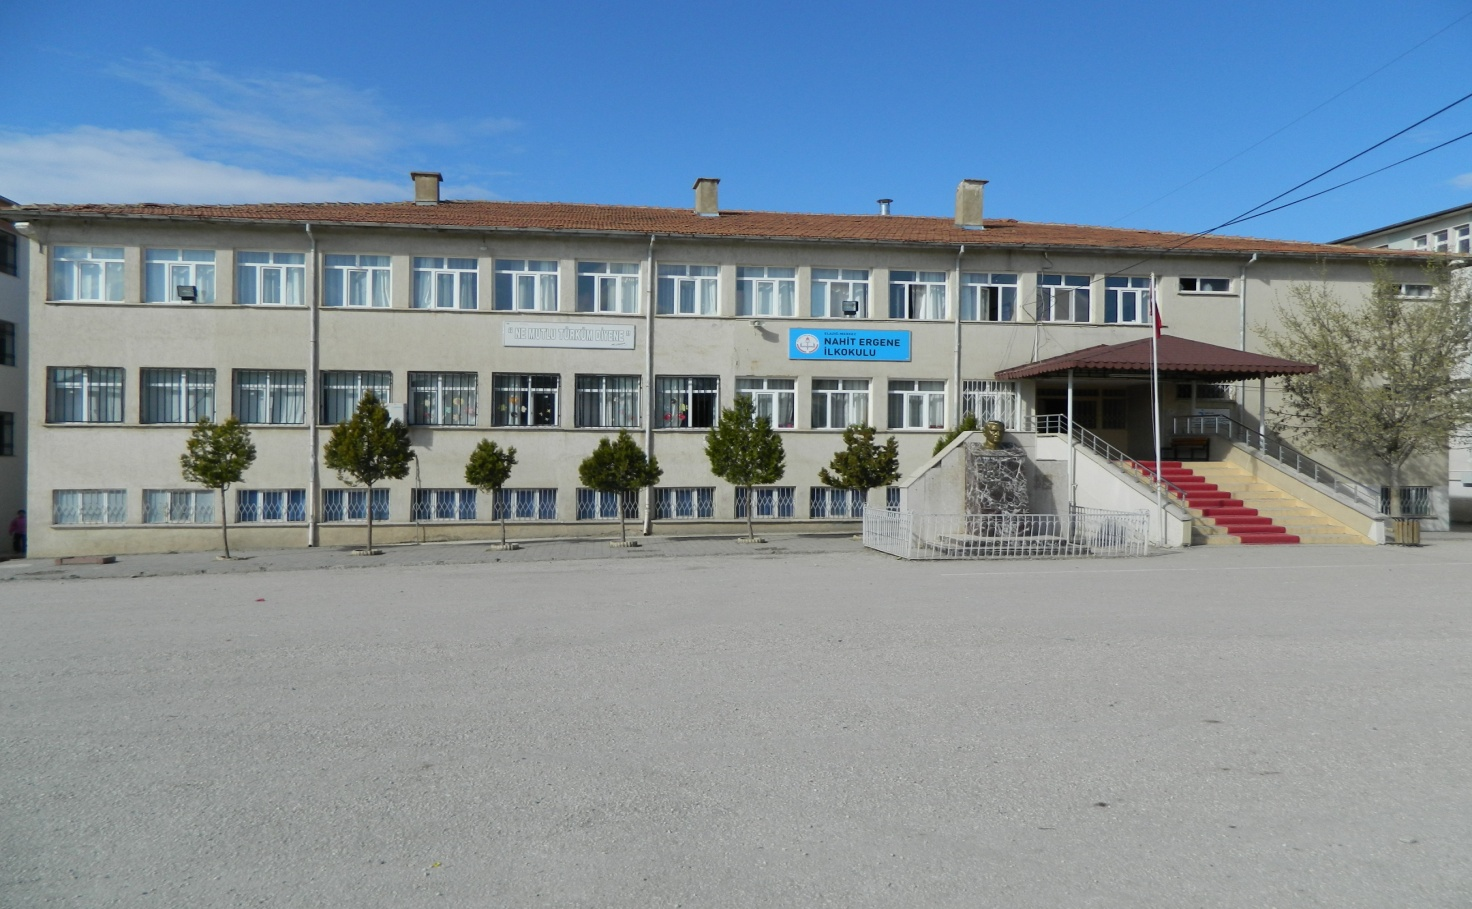 "NE MUTLU TÜRKÜM DİYENE"
NAHİT ERGENE
İLKOKULU